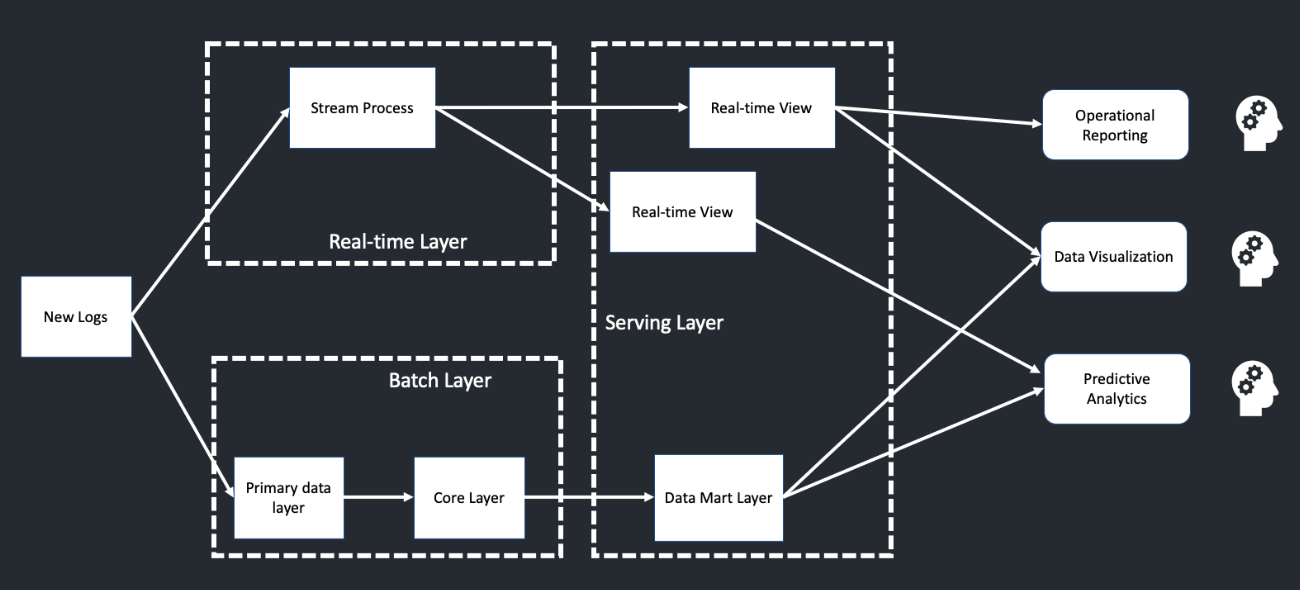 Stream Process
Real-time View
Operational
Reporting
Real-time View
Real-time Layer
Data Visualization
New Logs
Serving Layer
Batch Layer
Predictive
Analytics
Primary data
layer
Core Layer
Data Mart Layer